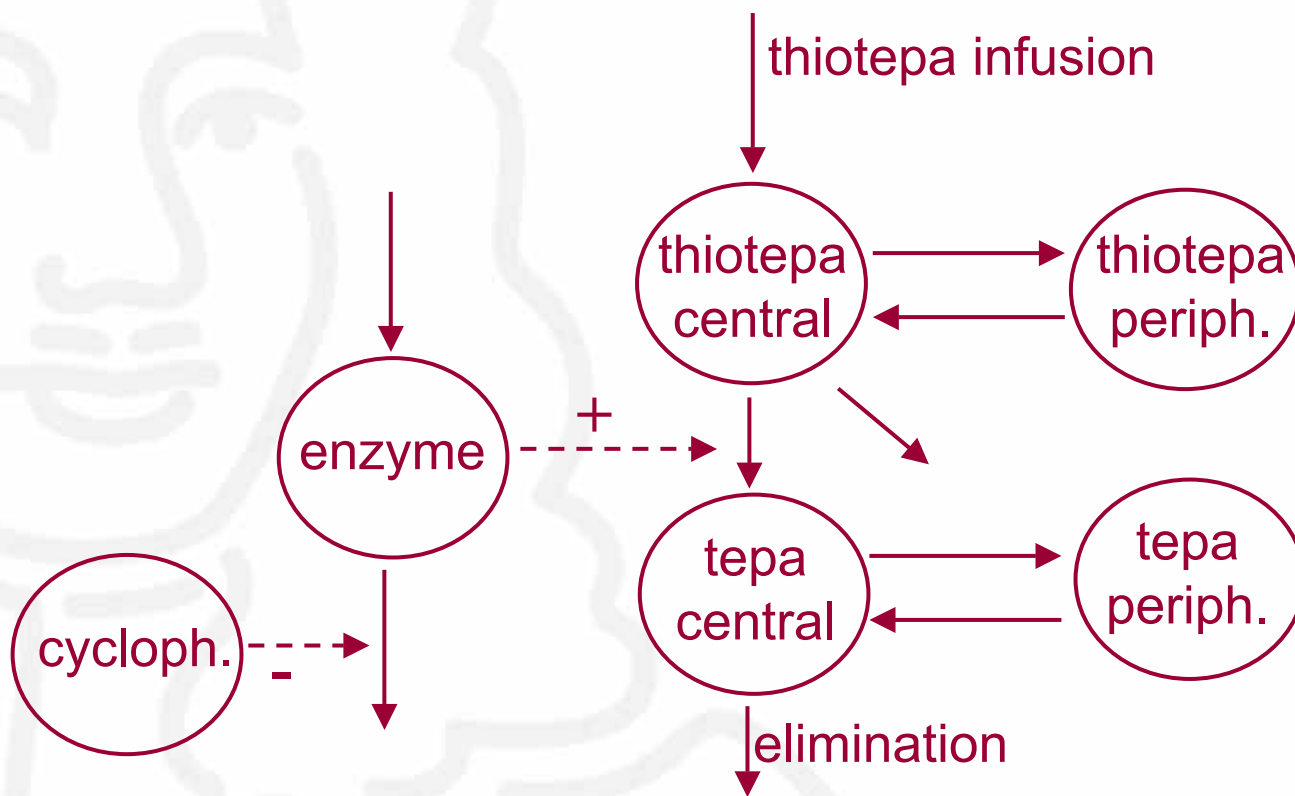 thiotepa infusion
thiotepa
central
thiotepa
periph.
+
enzyme
tepa
central
tepa
periph.
cycloph.
-
elimination